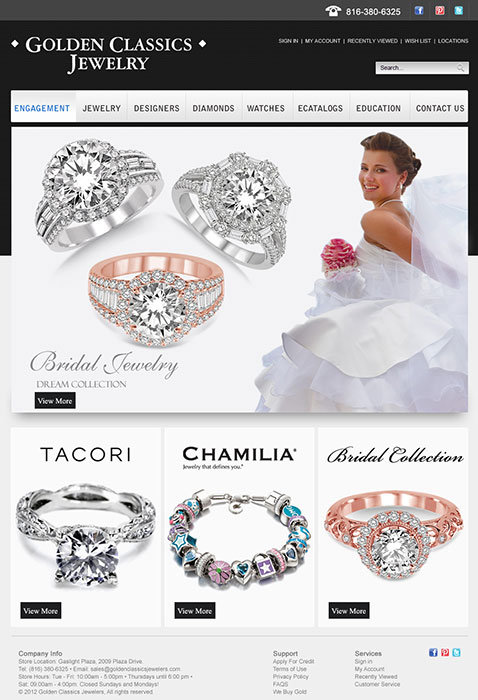 816-380-6325
GOLDEN CLASSICS
JEWELRY
SIGN IN | MY ACCOUNT | RECENTLY VIEWED | WISH LIST | LOCATIONS
Search...
ENGAGEMENT JEWELRY DESIGNERS DIAMONDS WATCHES ECATALOGS EDUCATION CONTACT US
Bridal Jewelry
DREAM COLLECTION
View More
TACORI
View More
CHAMILIA®
Jewelry that defines you.™
View More
Bridal Collection
View More
Company Info
Store Location: Gaslight Plaza, 2009 Plaza Drive.
Tel: (816) 380-6325 • Email: sales@goldenclassicsjewelers.com
Store Hours: Tue - Fri. 10:00am - 5:00pm • Thursdays until 6:00 pm •
Sat: 09:00am - 4:00pm. Closed Sundays and Mondays!
© 2012 Golden Classics Jewelers, All rights reserved.
Support
Apply For Credit
Terms of Use
Privacy Policy
FAQS
We Buy Gold
Services
Sign in
My Account
Recently Viewed
Customer Service